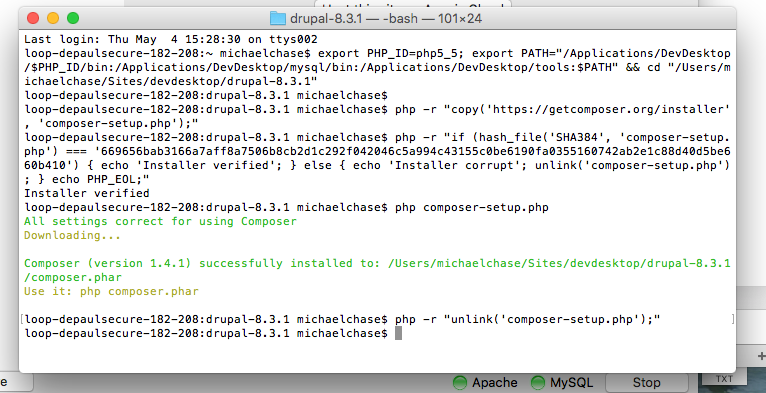 drupal-8.3.1 — -bash — 101×24
Last login: Thu May  4 15:28:30 on ttys002
loop-depaulsecure-182-208:~ michaelchase$ export PHP_ID=php5_5; export PATH="/Applications/DevDesktop
/$PHP_ID/bin:/Applications/DevDesktop/mysql/bin:/Applications/DevDesktop/tools:$PATH" && cd "/Users/m
ichaelchase/Sites/devdesktop/drupal-8.3.1"
loop-depaulsecure-182-208:drupal-8.3.1 michaelchase$
loop-depaulsecure-182-208:drupal-8.3.1 michaelchase$ php -r "copy('https://getcomposer.org/installer'
, 'composer-setup.php');"
loop-depaulsecure-182-208:drupal-8.3.1 michaelchase$ php -r "if (hash_file('SHA384', 'composer-setup.
php') === '669656bab3166a7aff8a7506b8cb2d1c292f042046c5a994c43155c0be6190fa0355160742ab2e1c88d40d5be6
60b410') { echo 'Installer verified'; } else { echo 'Installer corrupt'; unlink('composer-setup.php')
; } echo PHP_EOL;"
Installer verified
loop-depaulsecure-182-208:drupal-8.3.1 michaelchase$ php composer-setup.php
All settings correct for using Composer
Downloading...
Composer (version 1.4.1) successfully installed to: /Users/michaelchase/Sites/devdesktop/drupal-8.3.1
/composer.phar
Use it: php composer.phar
[loop-depaulsecure-182-208:drupal-8.3.1 michaelchase$ php -r "unlink('composer-setup.php');" ]
loop-depaulsecure-182-208:drupal-8.3.1 michaelchase$
e Apache MySQL Stop + TXT